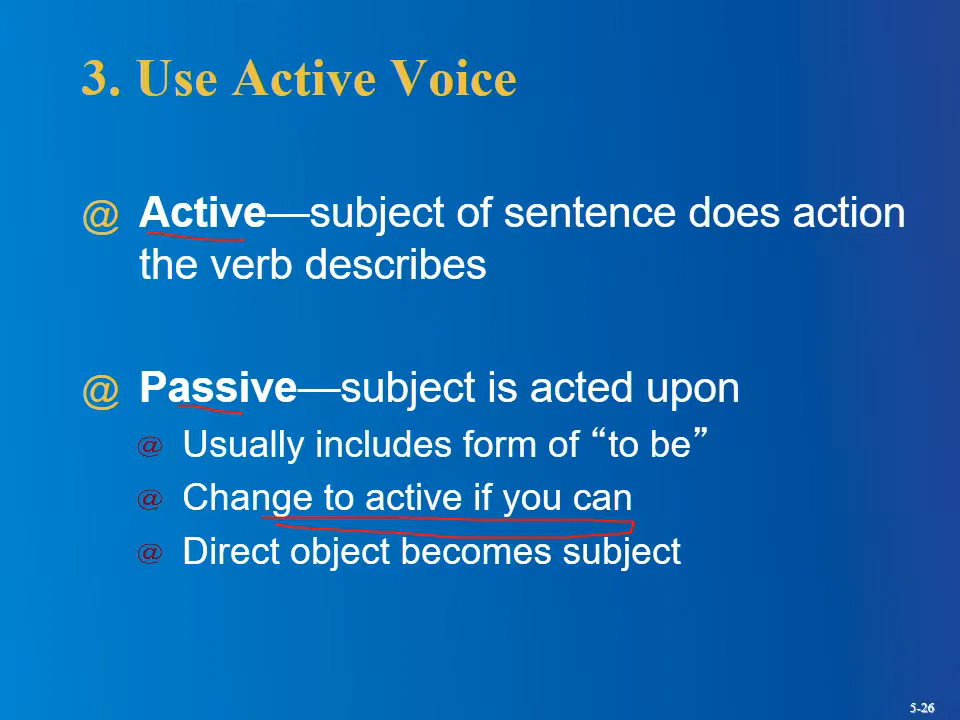 3. Use Active Voice
@ Active—subject of sentence does action
the verb describes
@ Passive—subject is acted upon
@ Usually includes form of “to be”
@ Change to active if you can
@ Direct object becomes subject
5-26